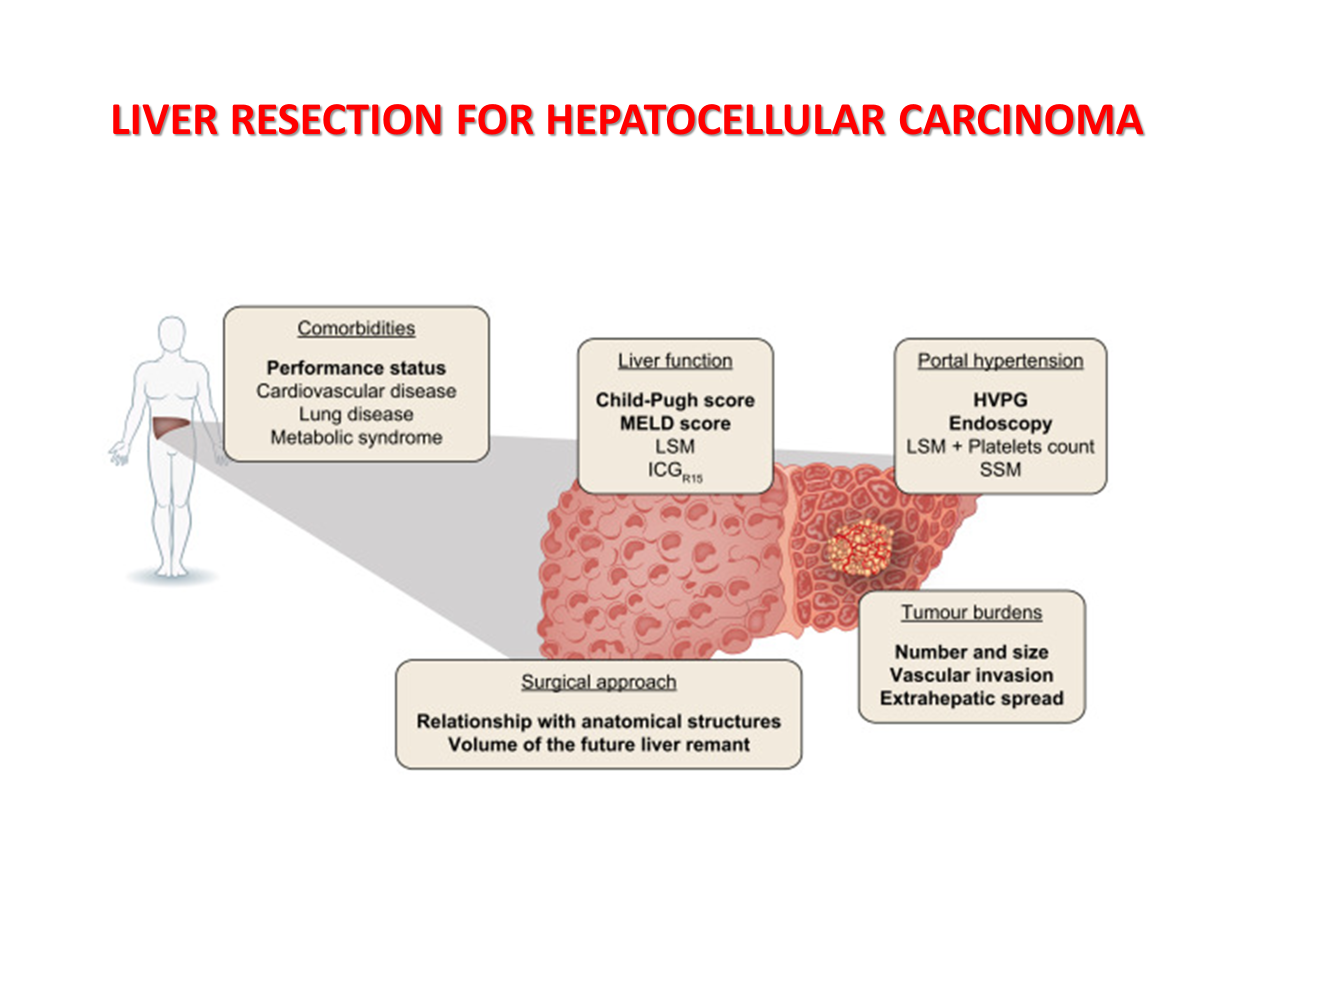 LIVER RESECTION FOR HEPATOCELLULAR CARCINOMA
Comorbidities
Performance status
Cardiovascular disease
Lung disease
Metabolic syndrome
Liver function
Child-Pugh score
MELD score
LSM
ICG R15
Portal hypertension
HVPG
Endoscopy
LSM + Platelets count
SSM
Tumour burdens
Number and size
Vascular invasion
Extrahepatic spread
Surgical approach
Relationship with anatomical structures
Volume of the future liver remant